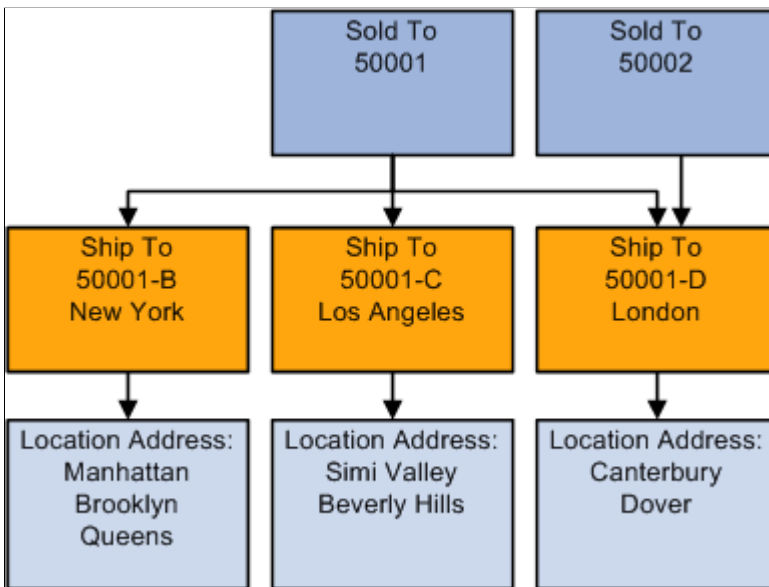 Sold To
50001
Sold To
50002
Ship To
50001-B
New York
Ship To
50001-C
Los Angeles
Ship To
50001-D
London
Location Address:
Manhattan
Brooklyn
Queens
Location Address:
Simi Valley
Beverly Hills
Location Address:
Canterbury
Dover